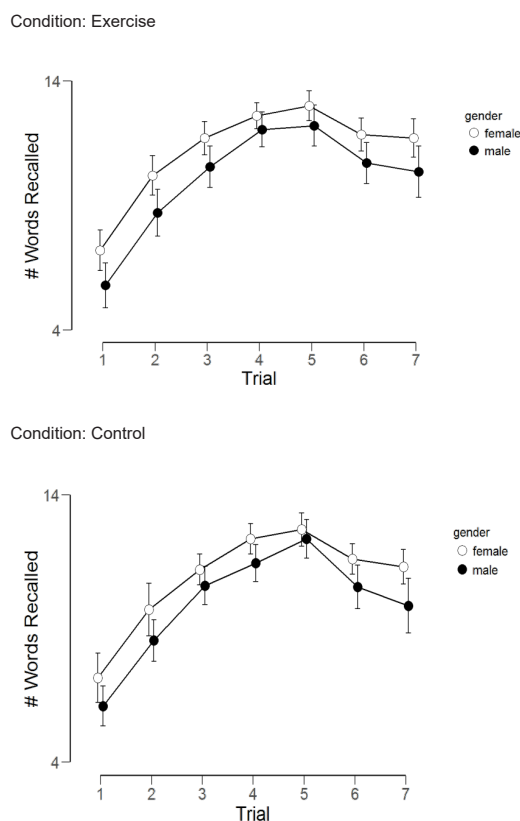 Condition: Exercise
14
# Words Recalled
4
gender
female
male
1 2 3 4 5 6 7
Trial
Condition: Control
14
# Words Recalled
4
gender
female
male
1 2 3 4 5 6 7
Trial